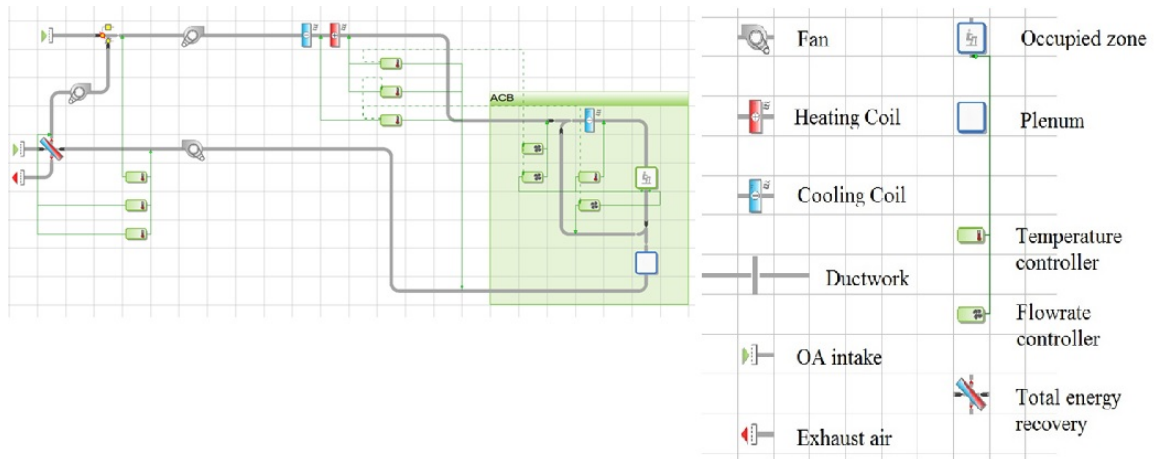 ACB
Fan
Occupied zone
Heating Coil
Plenum
Cooling Coil
Temperature
controller
Ductwork
Flowrate
controller
OA intake
Total energy
recovery
Exhaust air